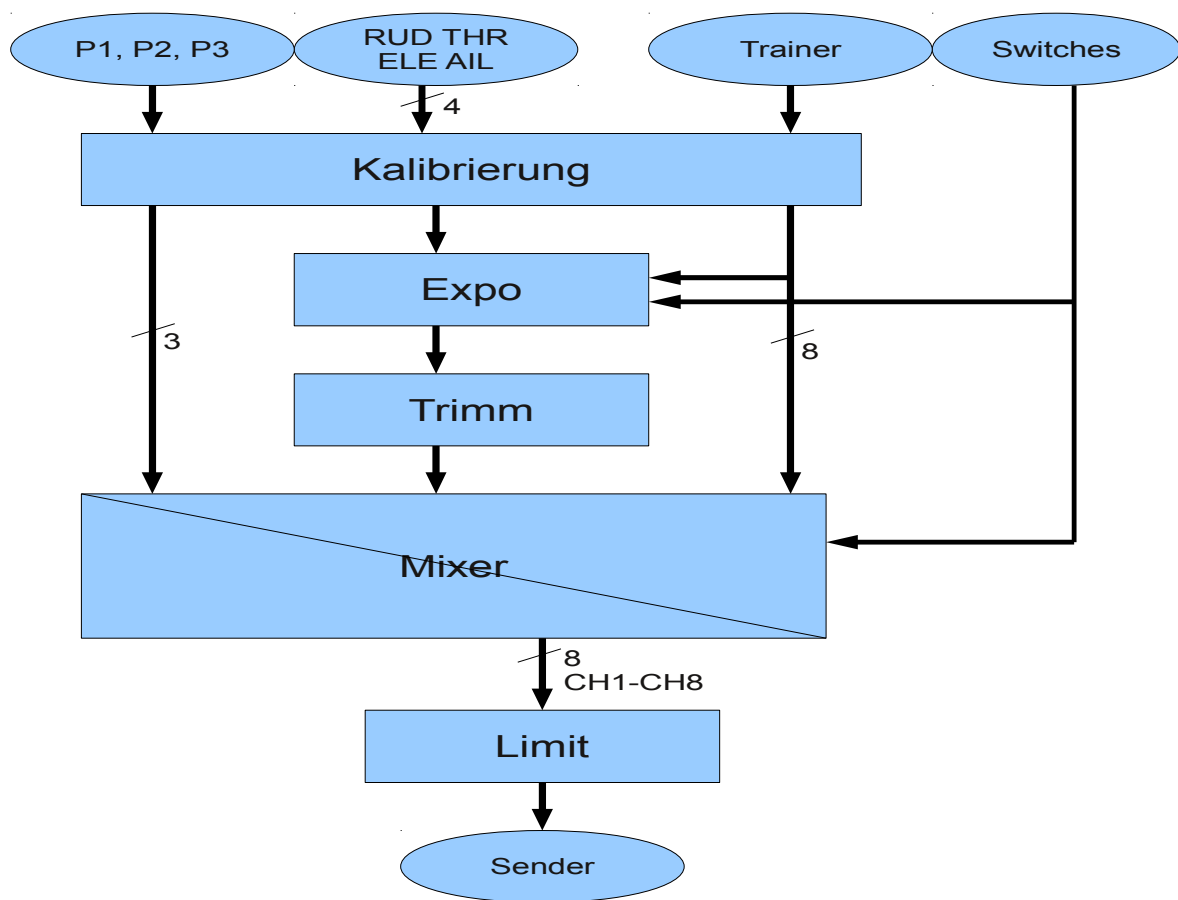 P1, P2, P3
RUD THR
ELE AIL
Trainer
Switches
4
Kalibrierung
Expo
3
8
Trimm
Mixer
8
CH1-CH8
Limit
Sender